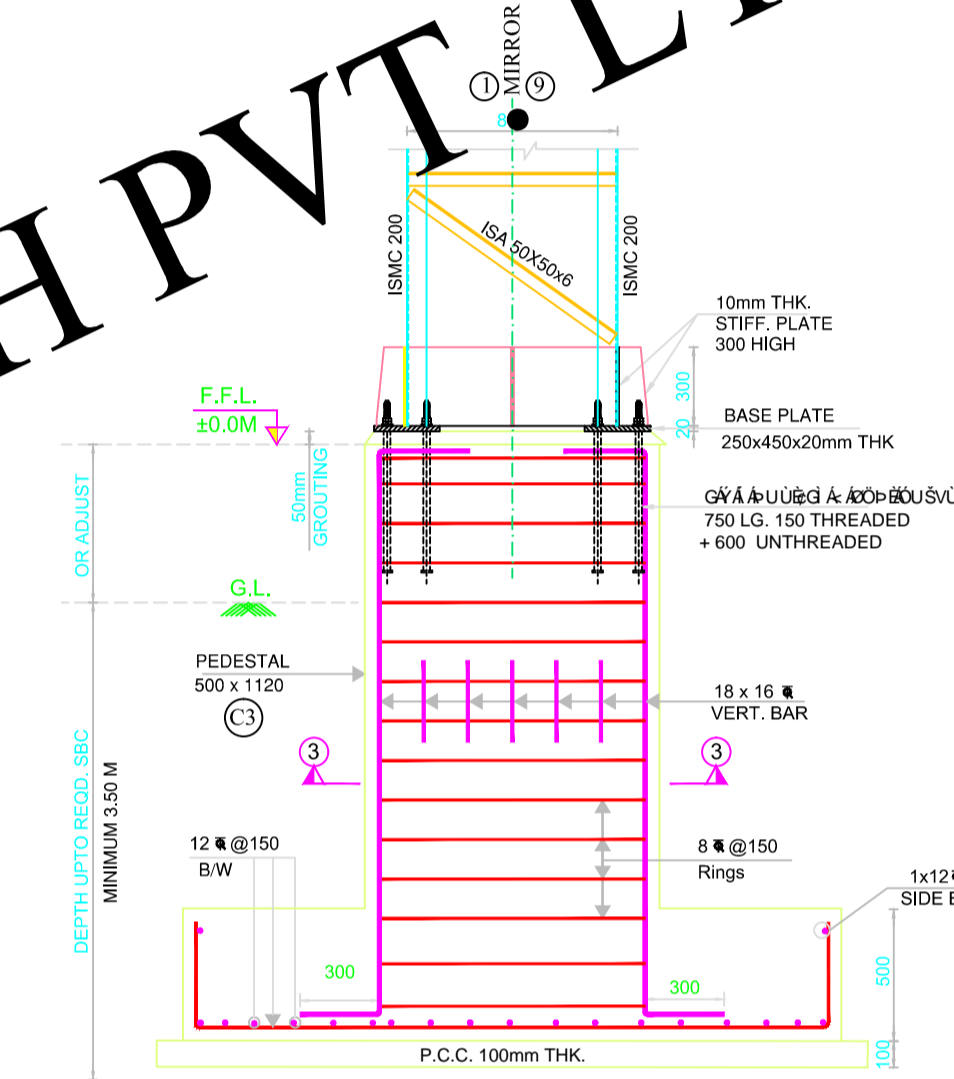 H PVT
MIRROR
1
9
8
ISMC 200
ISA 50X50x6
ISMC 200
10mm THK.
STIFF. PLATE
300 HIGH
300
20
F.F.L.
±0.0M
BASE PLATE
250x450x20mm THK
50mm
GROUTING
OR ADJUST
750 LG. 150 THREADED
+ 600 UNTHREADED
G.L.
PEDESTAL
500 x 1120
C3
18 x 16
VERT. BAR
3
3
DEPTH UPTO REQD. SBC
MINIMUM 3.50 M
12 @150
B/W
8 @150
Rings
1x12
SIDE
300
300
500
100
P.C.C. 100mm THK.